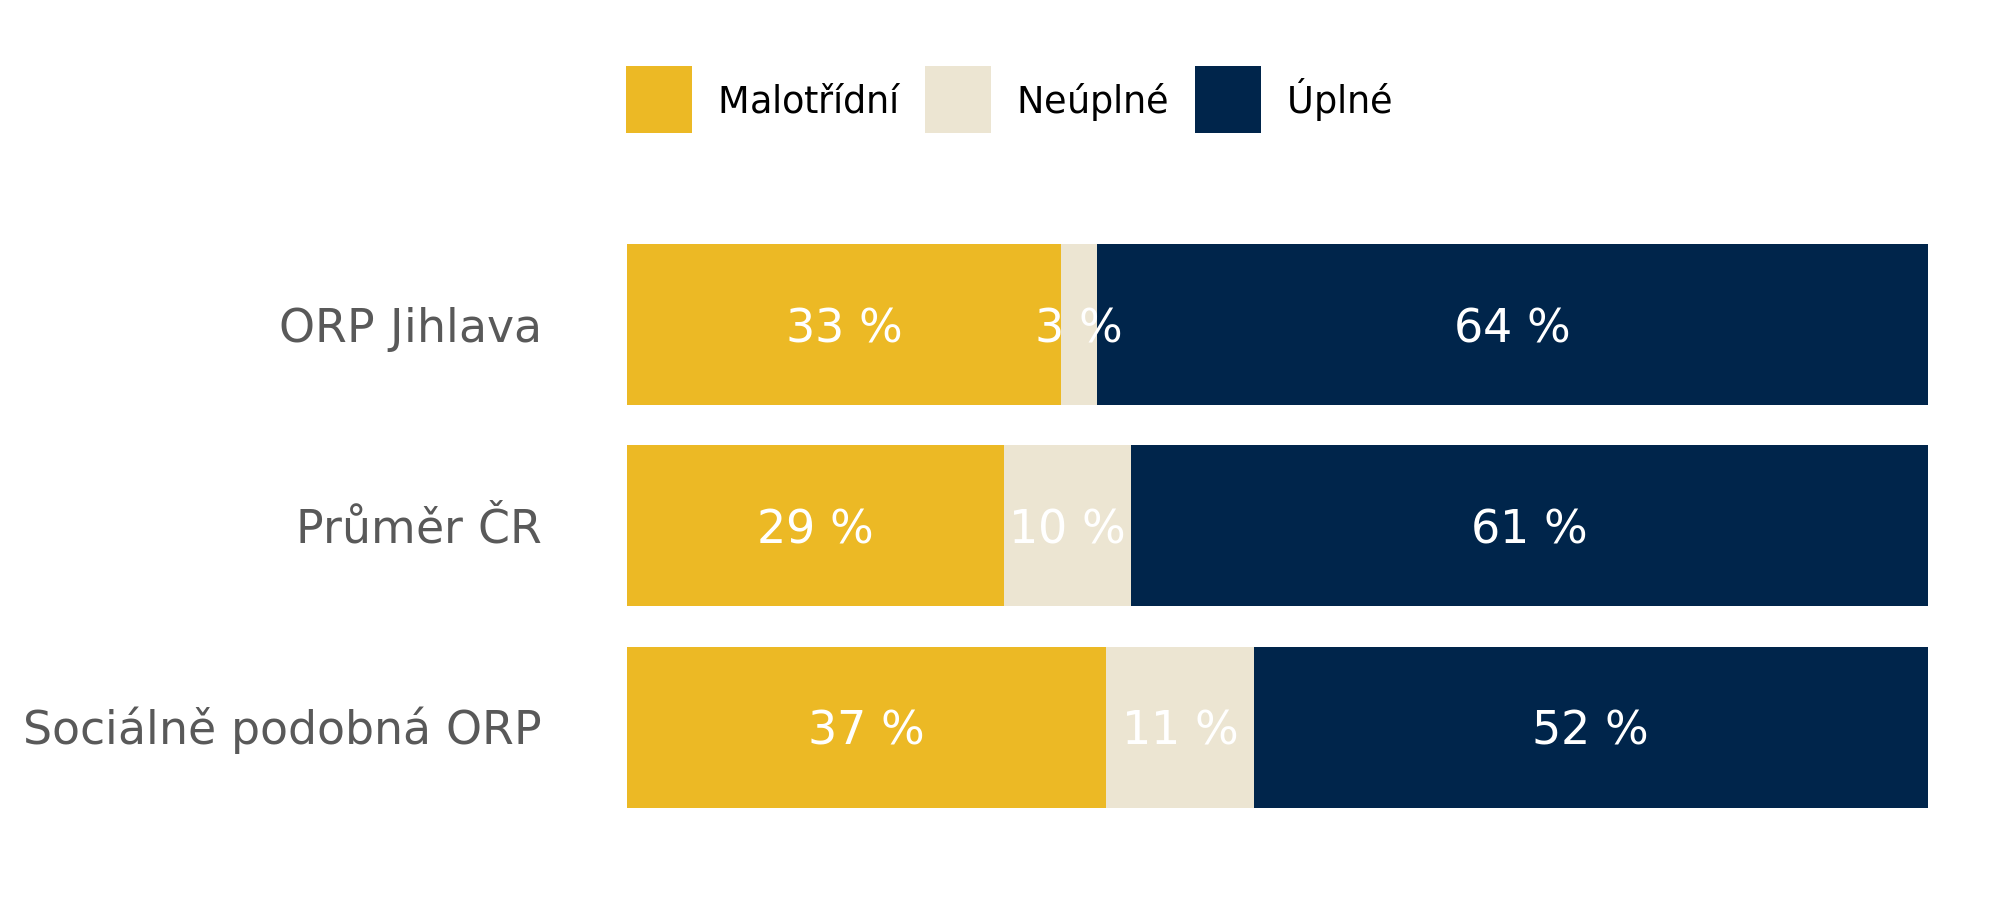 Malotřídní Neúplné Úplné
ORP Jihlava 33 % 3 % 64 %
Průměr ČR 29 % 10 % 61 %
Sociálně podobná ORP 37 % 11 % 52 %